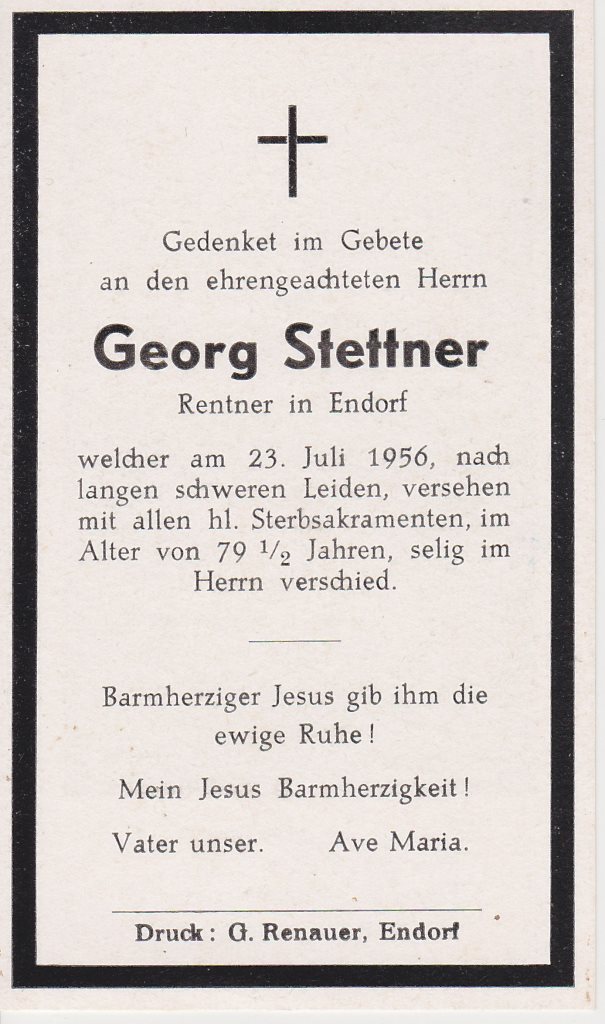 Gedenket im Gebete
an den ehrengeachteten Herrn
Georg Stettner
Rentner in Endorf
welcher am 23. Juli 1956, nach
langen schweren Leiden, versehen
mit allen hl. Sterbsakramenten, im
Alter von 79 1/2 Jahren, selig im
Herrn verschied.
Barmherziger Jesus gib ihm die
ewige Ruhe!
Mein Jesus Barmherzigkeit!
Vater unser. Ave Maria.
Druck: G. Renauer, Endorf